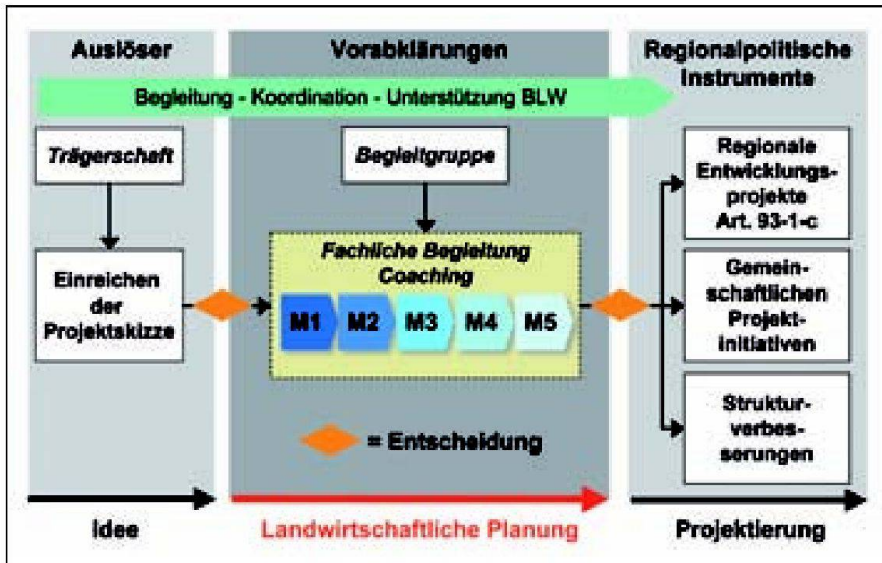 Auslöser
Vorabklärungen
Regionalpolitische
Instrumente
Begleitung - Koordination - Unterstützung BLW
Trägerschaft
Begleitgruppe
Regionale
Entwicklungs-
projekte
Art. 93-1-c
Einreichen
der
Projektskizze
Fachliche Begleitung
Coaching
M1 M2 M3 M4 M5
Gemein-
schaftlichen
Projekt-
initiativen
= Entscheidung
Struktur-
verbes-
serungen
Idee
Landwirtschaftliche Planung
Projektierung